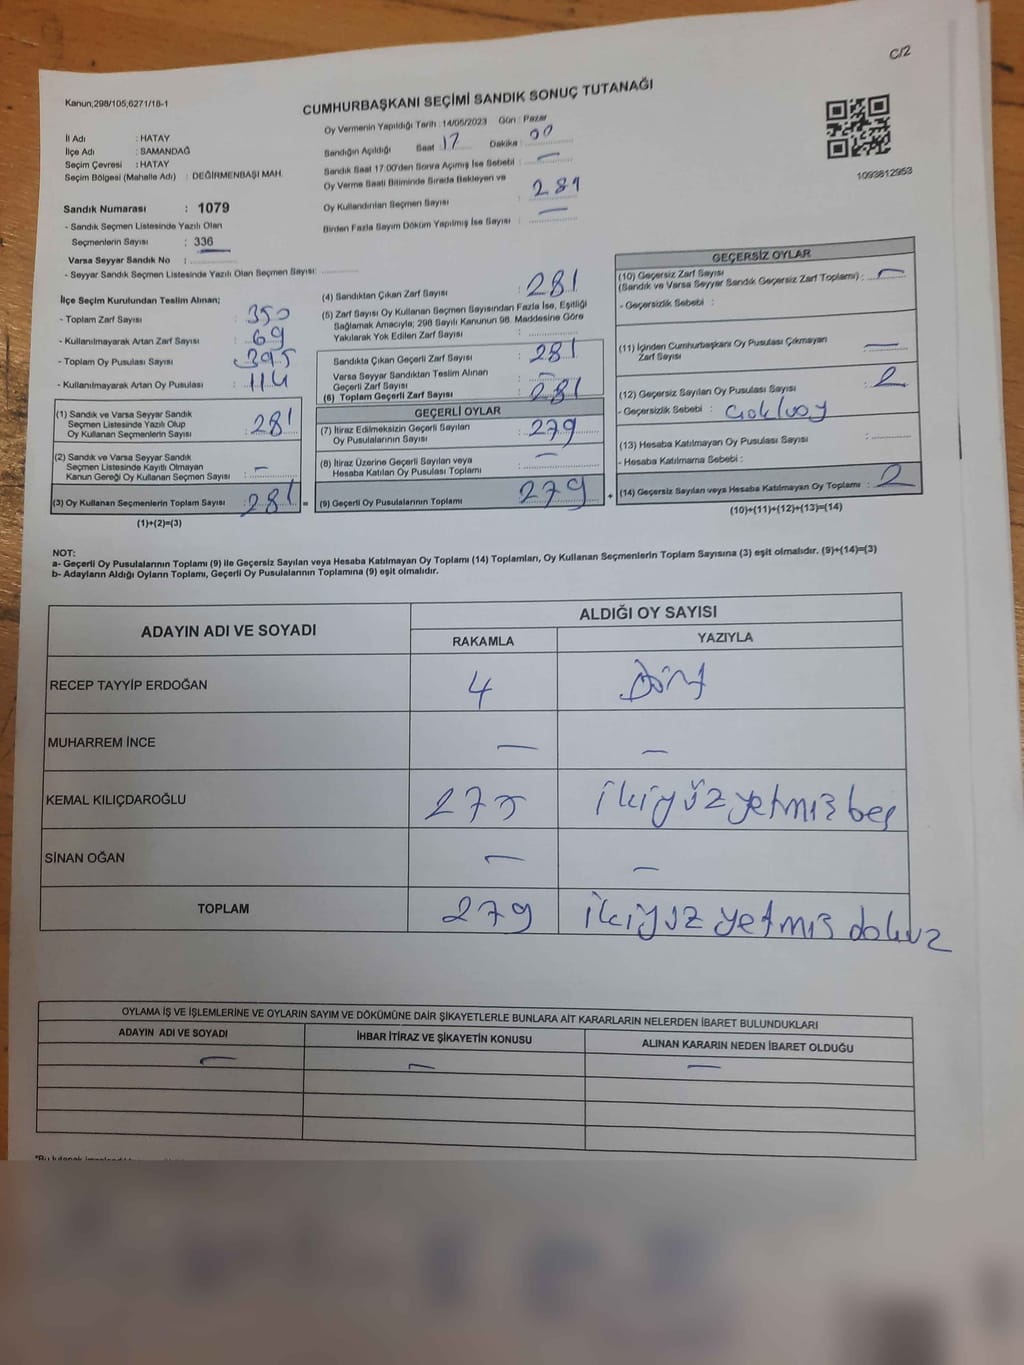 C/2
Kanun;298/105;6271/18-1
CUMHURBAŞKANI SEÇİMİ SANDIK SONUÇ TUTANAĞI
İl Adı : HATAY
İlçe Adı : SAMANDAĞ
Seçim Çevresi : HATAY
Seçim Bölgesi (Mahalle Adı) : DEĞİRMENBAŞI MAH.
Sandık Numarası : 1079
- Sandık Seçmen Listesinde Yazılı Olan
Seçmenlerin Sayısı : 336
Varsa Seyyar Sandık No :
- Seyyar Sandık Seçmen Listesinde Yazılı Olan Seçmen Sayısı:
Oy Vermenin Yapıldığı Tarih : 14/05/2023 Gün : Pazar
Sandığın Açıldığı Saat : 17 Dakika : 00
Sandık Saat 17:00'den Sonra Açımış İse Sebebi : —
Oy Verme Saati Bitiminde Sırada Bekleyen ve
Oy Kullandırılan Seçmen Sayısı : 281
Birden Fazla Sayım Döküm Yapılmış İse Sayısı : —
1093812953
İlçe Seçim Kurulundan Teslim Alınan;
- Toplam Zarf Sayısı : 350
- Kullanılmayarak Artan Zarf Sayısı : 69
- Toplam Oy Pusulası Sayısı : 395
- Kullanılmayarak Artan Oy Pusulası : 114
(1) Sandık ve Varsa Seyyar Sandık
Seçmen Listesinde Yazılı Olup
Oy Kullanan Seçmenlerin Sayısı : 281
(2) Sandık ve Varsa Seyyar Sandık
Seçmen Listesinde Kayıtlı Olmayan
Kanun Gereği Oy Kullanan Seçmen Sayısı : —
(3) Oy Kullanan Seçmenlerin Toplam Sayısı : 281 =
(1)+(2)=(3)
(4) Sandıktan Çıkan Zarf Sayısı : 281
(5) Zarf Sayısı Oy Kullanan Seçmen Sayısından Fazla İse, Eşitliği
Sağlamak Amacıyla; 298 Sayılı Kanunun 98. Maddesine Göre
Yakılarak Yok Edilen Zarf Sayısı :
Sandıkta Çıkan Geçerli Zarf Sayısı : 281
Varsa Seyyar Sandıktan Teslim Alınan
Geçerli Zarf Sayısı : —
(6) Toplam Geçerli Zarf Sayısı : 281
GEÇERLİ OYLAR
(7) İtiraz Edilmeksizin Geçerli Sayılan
Oy Pusulalarının Sayısı : 279
(8) İtiraz Üzerine Geçerli Sayılan veya
Hesaba Katılan Oy Pusulası Toplamı : —
(9) Geçerli Oy Pusulalarının Toplamı 279 +
GEÇERSİZ OYLAR
(10) Geçersiz Zarf Sayısı
(Sandık ve Varsa Seyyar Sandık Geçersiz Zarf Toplamı) : —
- Geçersizlik Sebebi :
(11) İçinden Cumhurbaşkanı Oy Pusulası Çıkmayan
Zarf Sayısı —
(12) Geçersiz Sayılan Oy Pusulası Sayısı : 2
- Geçersizlik Sebebi :
(13) Hesaba Katılmayan Oy Pusulası Sayısı :
- Hesaba Katılmama Sebebi :
(14) Geçersiz Sayılan veya Hesaba Katılmayan Oy Toplamı : 2
(10)+(11)+(12)+(13)=(14)
NOT:
a- Geçerli Oy Pusulalarının Toplamı (9) ile Geçersiz Sayılan veya Hesaba Katılmayan Oy Toplamı (14) Toplamları, Oy Kullanan Seçmenlerin Toplam Sayısına (3) eşit olmalıdır. (9)+(14)=(3)
b- Adayların Aldığı Oyların Toplamı, Geçerli Oy Pusulalarının Toplamına (9) eşit olmalıdır.
ADAYIN ADI VE SOYADI
ALDIĞI OY SAYISI
RAKAMLA YAZIYLA
RECEP TAYYİP ERDOĞAN 4 Dört
MUHARREM İNCE — —
KEMAL KILIÇDAROĞLU 275 ikiyüz yetmiş beş
SİNAN OĞAN — —
TOPLAM 279 ikiyüz yetmiş dokuz
OYLAMA İŞ VE İŞLEMLERİNE VE OYLARIN SAYIM VE DÖKÜMÜNE DAİR ŞİKAYETLERLE BUNLARA AİT KARARLARIN NELERDEN İBARET BULUNDUKLARI
ADAYIN ADI VE SOYADI İHBAR İTİRAZ VE ŞİKAYETİN KONUSU ALINAN KARARIN NEDEN İBARET OLDUĞU
— — —